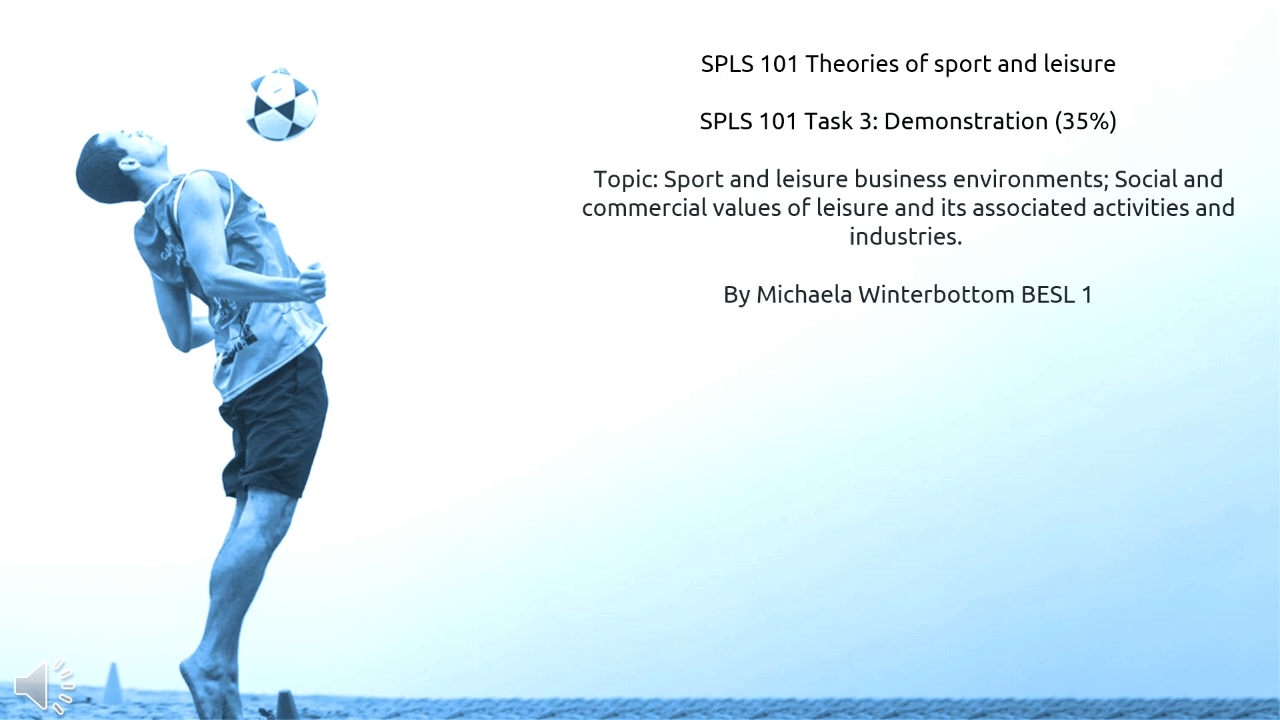 SPLS 101 Theories of sport and leisure
SPLS 101 Task 3: Demonstration (35%)
Topic: Sport and leisure business environments; Social and
commercial values of leisure and its associated activities and
industries.
By Michaela Winterbottom BESL 1